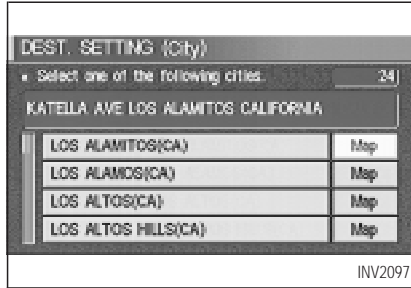 DEST. SETTING (City)
Select one of the following cities. 24
KATELLA AVE LOS ALAMITOS CALIFORNIA
LOS ALAMITOS(CA) Map
LOS ALAMOS(CA) Map
LOS ALTOS(CA) Map
LOS ALTOS HILLS(CA) Map
INV2097